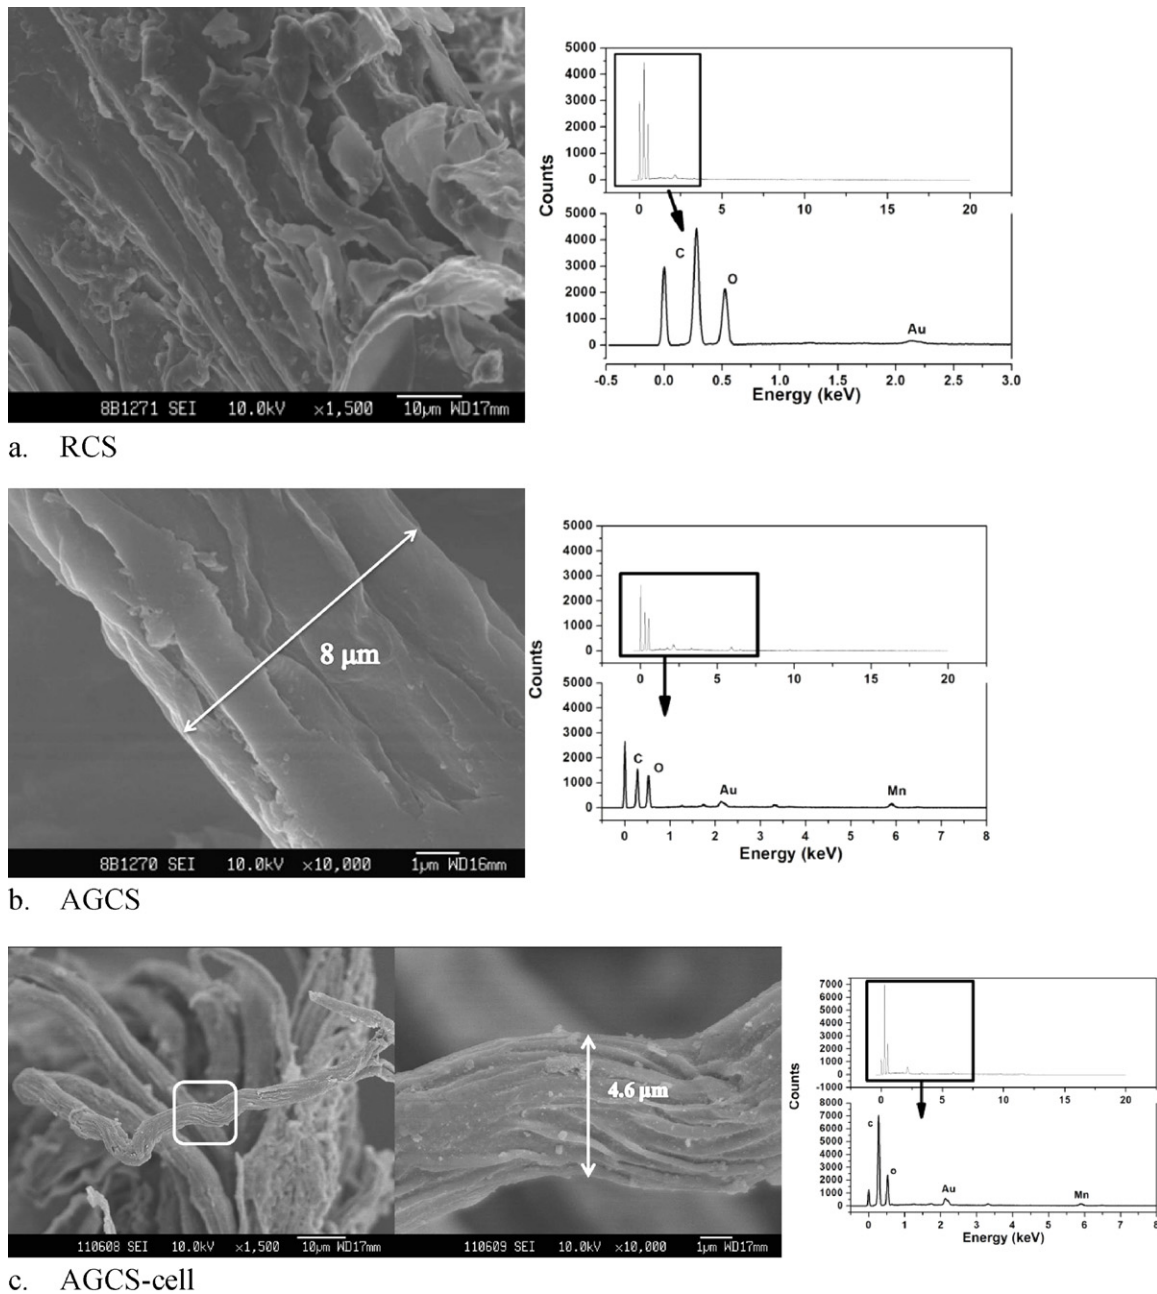 5000
4000
3000
2000
1000
0
0 5 10 15 20
Counts
5000
4000
3000
2000
1000
0
C
O
Au
-0.5 0.0 0.5 1.0 1.5 2.0 2.5 3.0
Energy (keV)
8B1271 SEI 10.0kV ×1,500 10µm WD17mm
a. RCS
8 µm
5000
4000
3000
2000
1000
0
0 5 10 15 20
Counts
5000
4000
3000
2000
1000
0
C
O
Au
Mn
0 1 2 3 4 5 6 7 8
Energy (keV)
8B1270 SEI 10.0kV ×10,000 1µm WD16mm
b. AGCS
4.6 µm
7000
6000
5000
4000
3000
2000
1000
0
-1000
0 5 10 15 20
Counts
8000
7000
6000
5000
4000
3000
2000
1000
0
C
O
Au
Mn
0 1 2 3 4 5 6 7 8
Energy (keV)
110609 SEI 10.0kV ×1,500 10µm WD17mm
110609 SEI 10.0kV ×10,000 1µm WD17mm
c. AGCS-cell